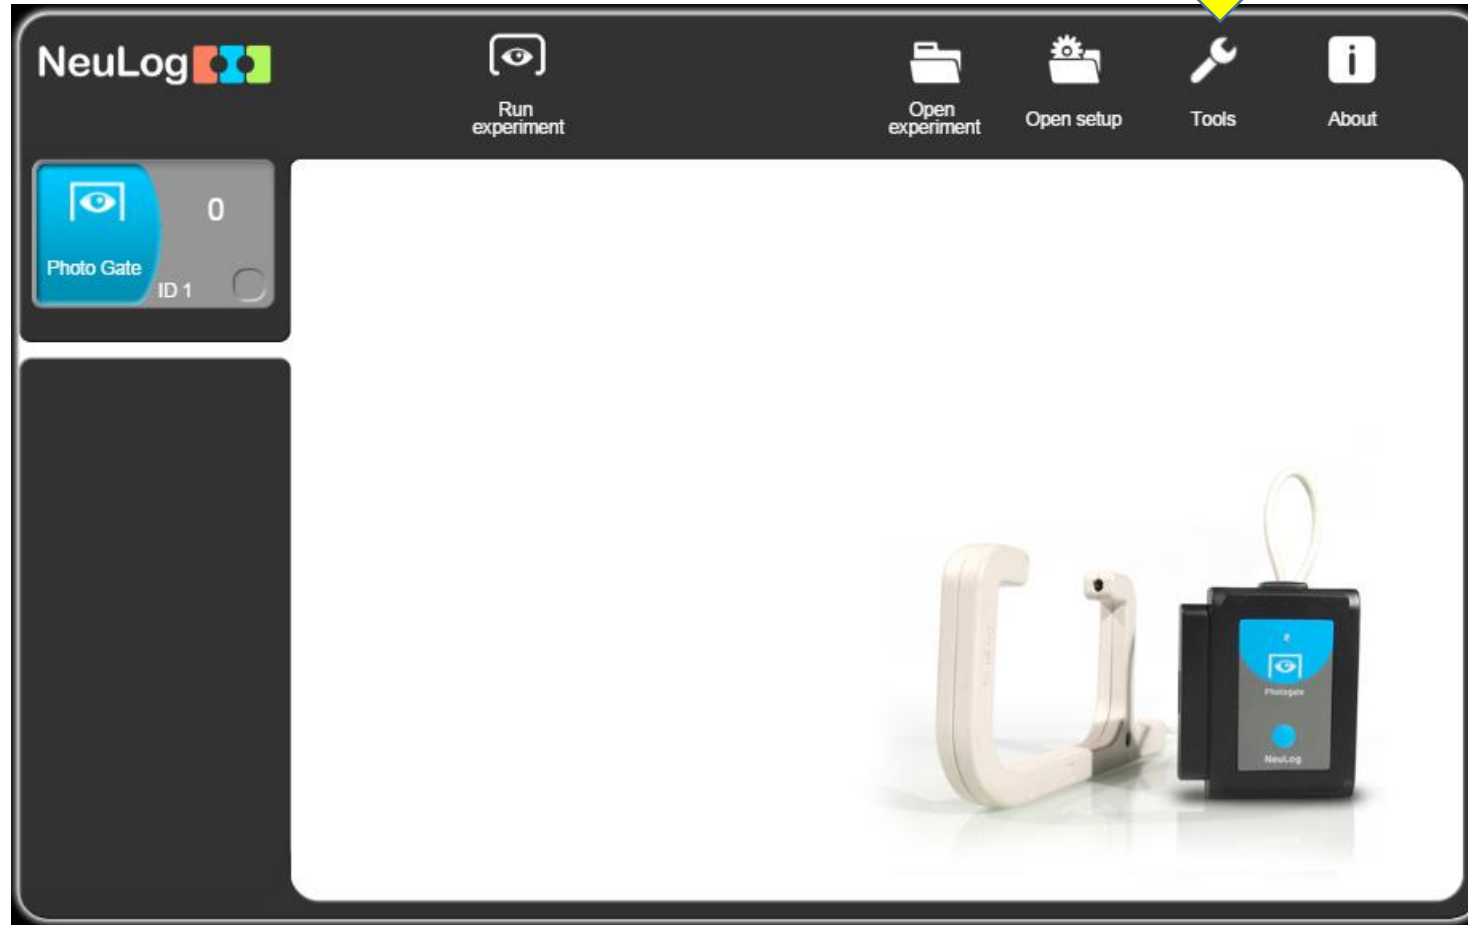 NeuLog
Run
experiment
Open
experiment
Open setup
Tools
i
About
0
Photo Gate
ID 1
Photogate
NeuLog